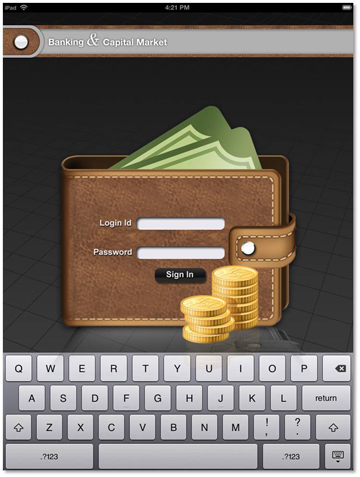 iPad 4:21 PM
Banking & Capital Market
Login Id
Password
Sign In
Q W E R T Y U I O P
A S D F G H J K L return
Z X C V B N M ! , ? .
.?123 .?123